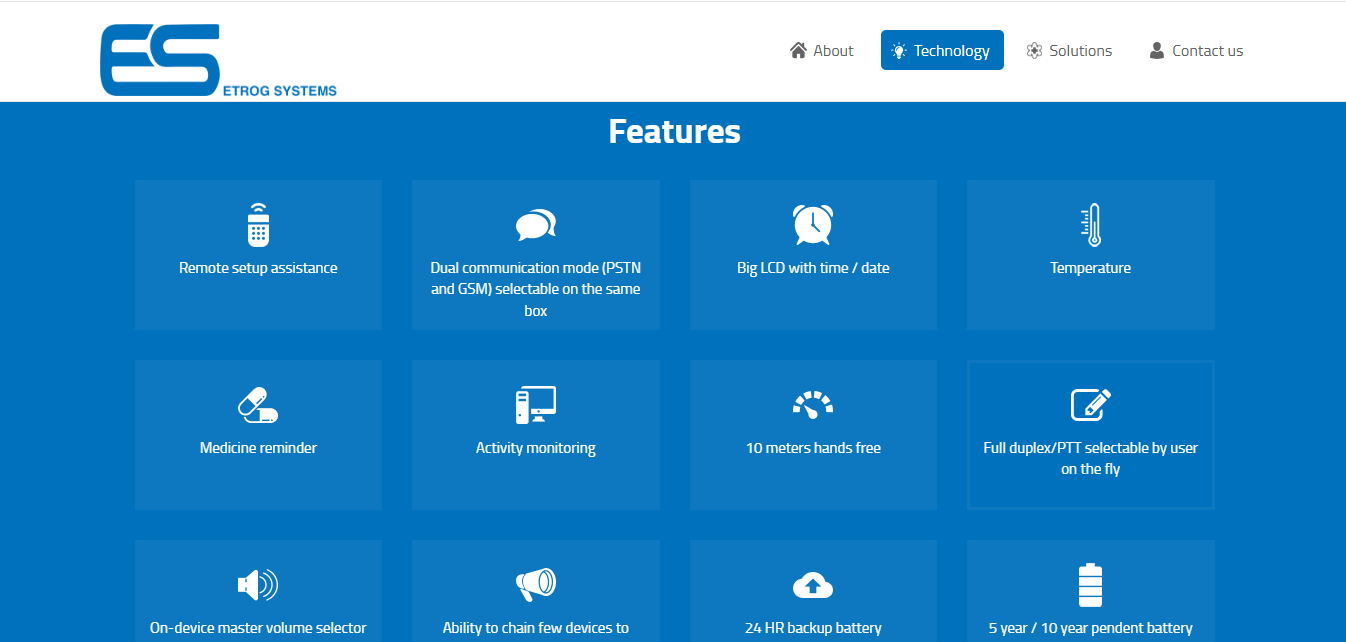 ES
ETROG SYSTEMS
About
Technology
Solutions
Contact us
Features
Remote setup assistance
Dual communication mode (PSTN
and GSM) selectable on the same
box
Big LCD with time / date
Temperature
Medicine reminder
Activity monitoring
10 meters hands free
Full duplex/PTT selectable by user
on the fly
On-device master volume selector
Ability to chain few devices to
24 HR backup battery
5 year / 10 year pendent battery